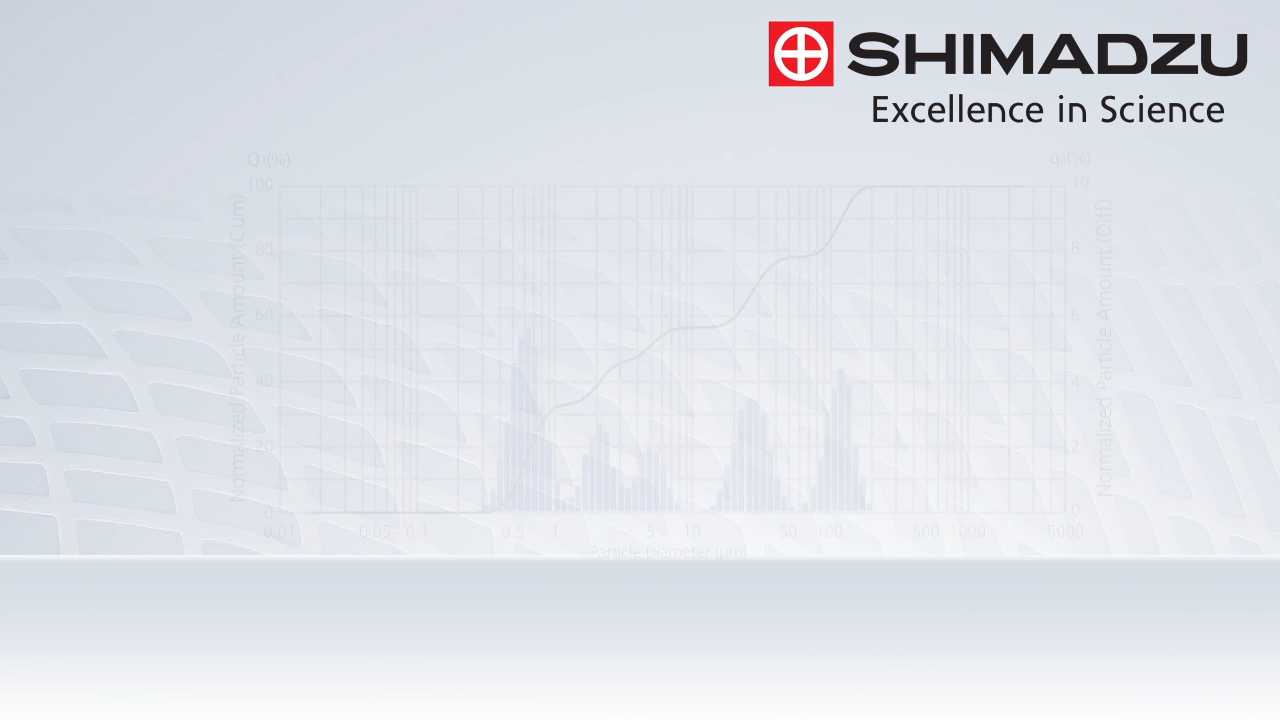 SHIMADZU
Excellence in Science
Q3(%)
q3(%)
100
80
60
40
20
0
10
8
6
4
2
0
Normalized Particle Amount (Cum)
Normalized Particle Amount (Diff)
0.01 0.05 0.1 0.5 1 5 10 50 100 500 1000 5000
Particle Diameter (µm)